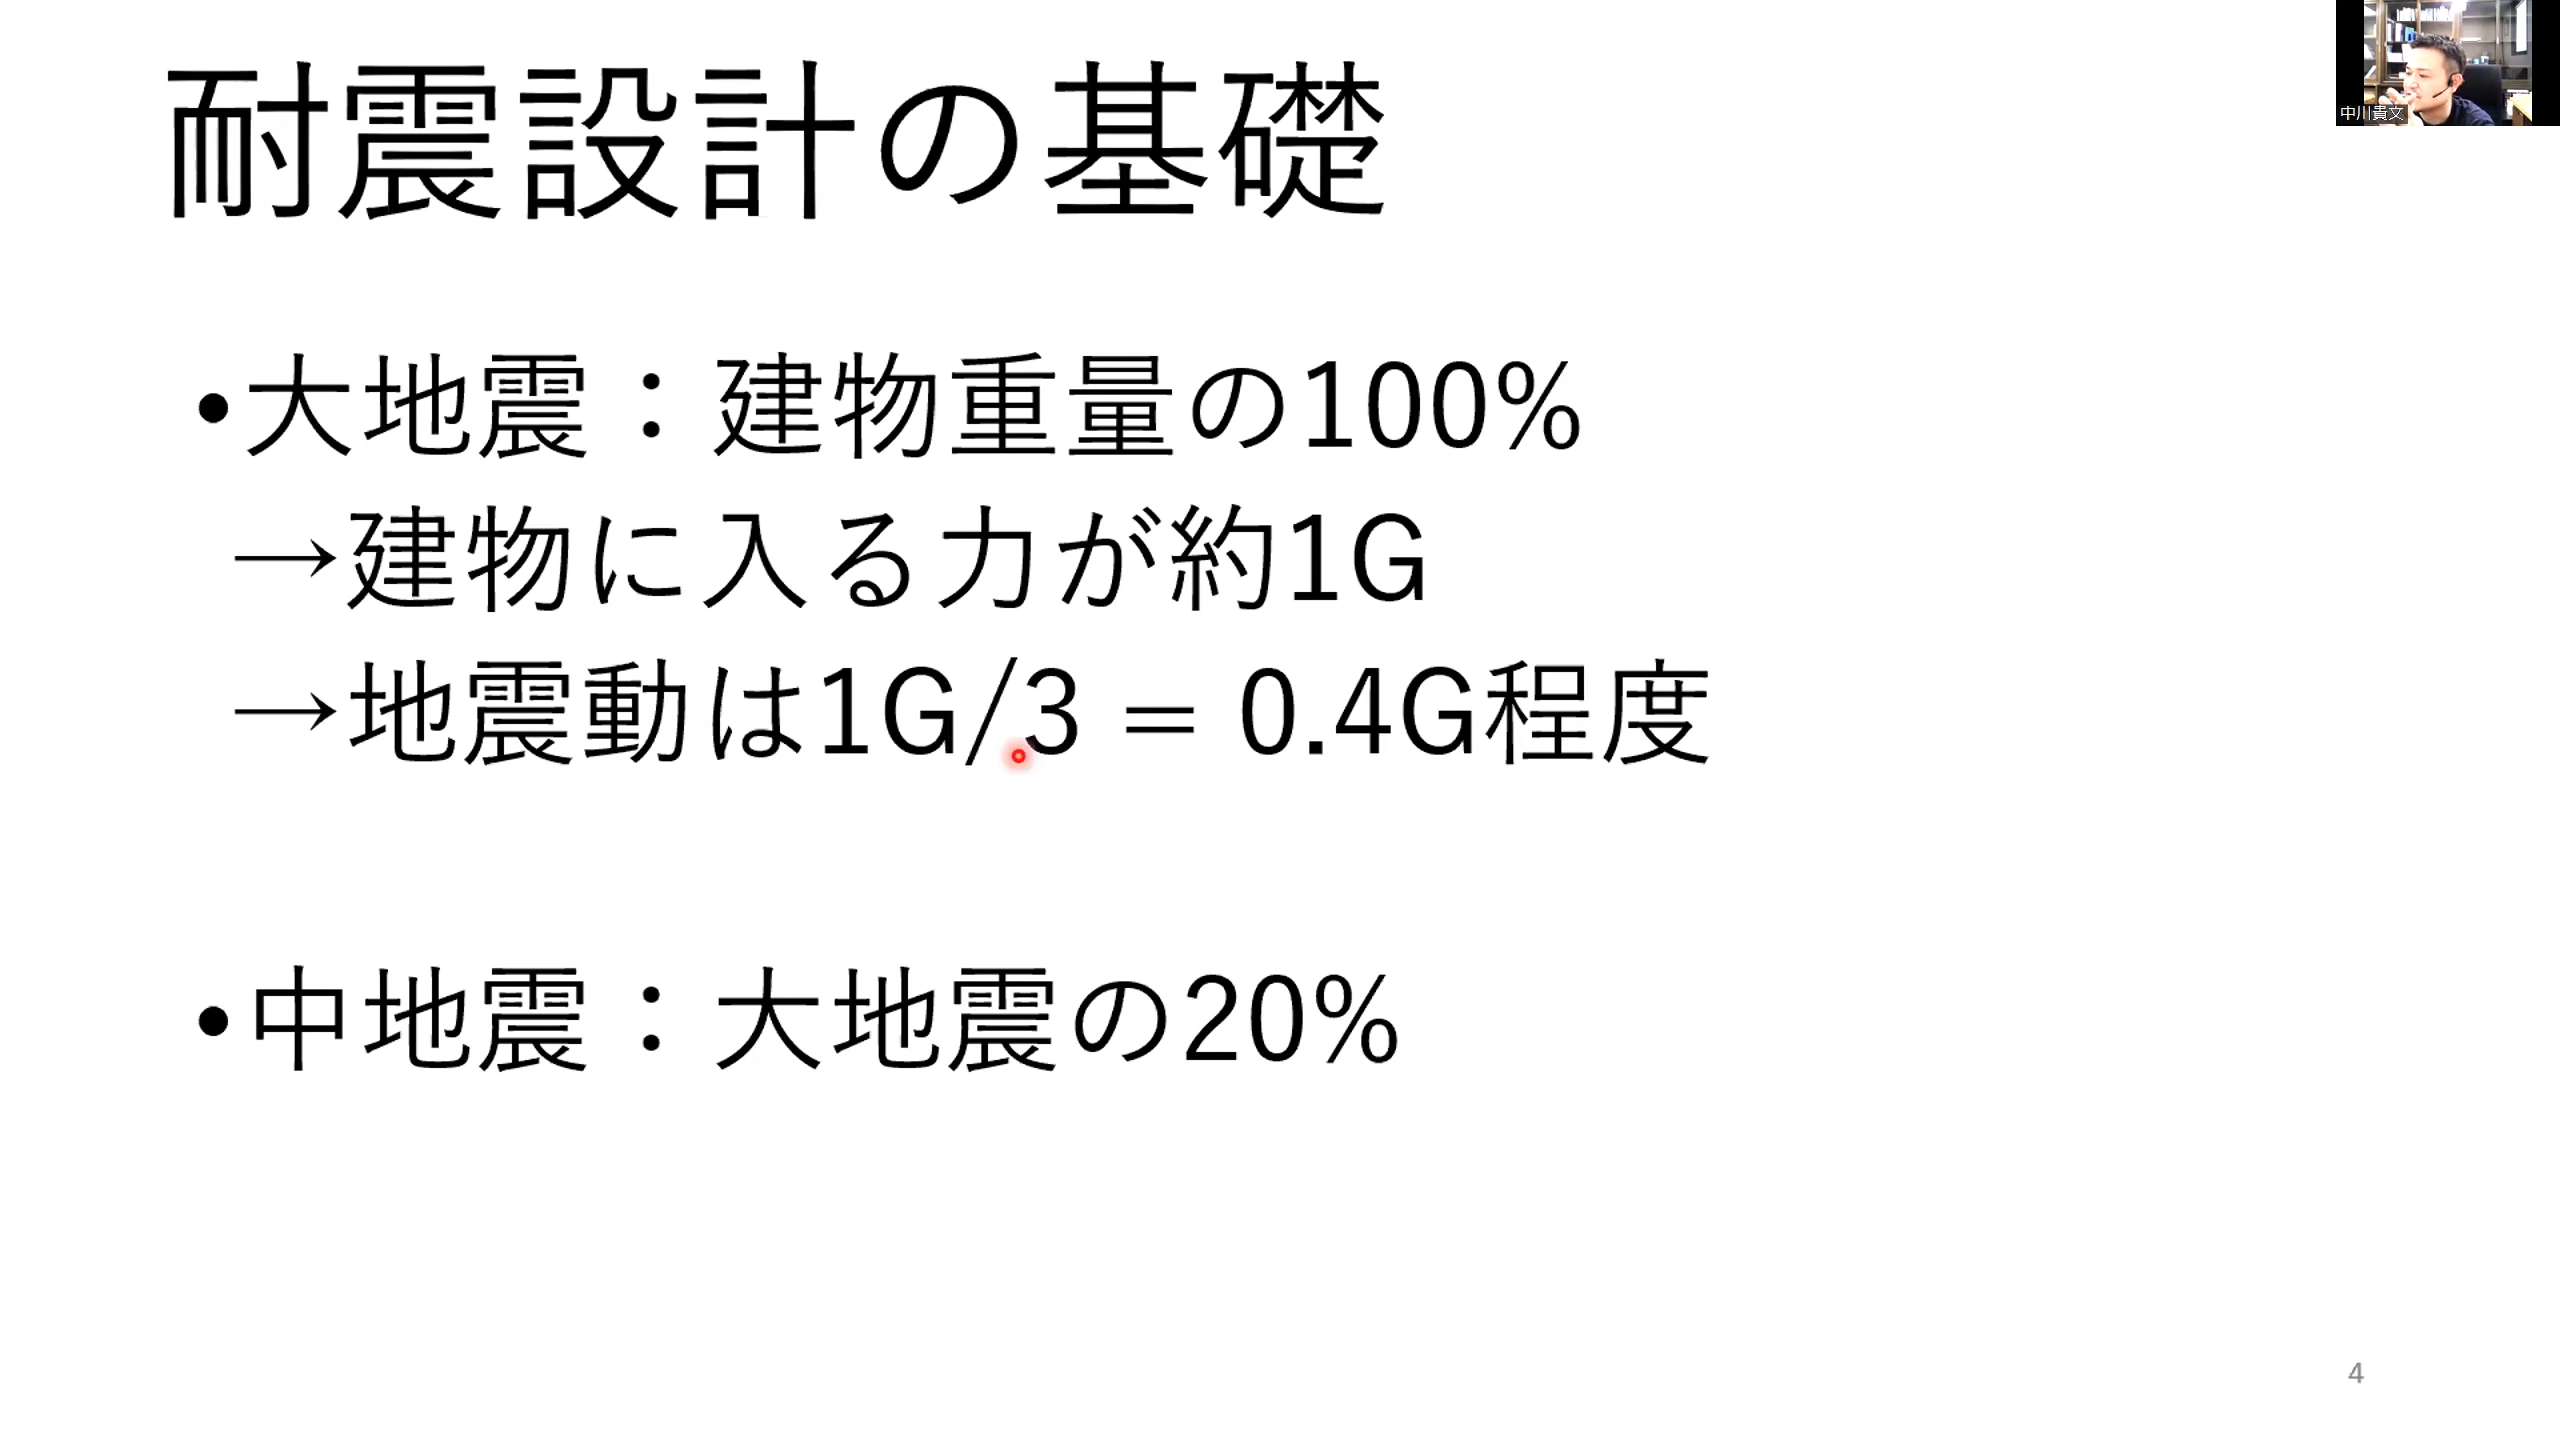 耐震設計の基礎
中川貴文
•大地震：建物重量の100%
→建物に入る力が約1G
→地震動は1G/3 = 0.4G程度
•中地震：大地震の20%
4